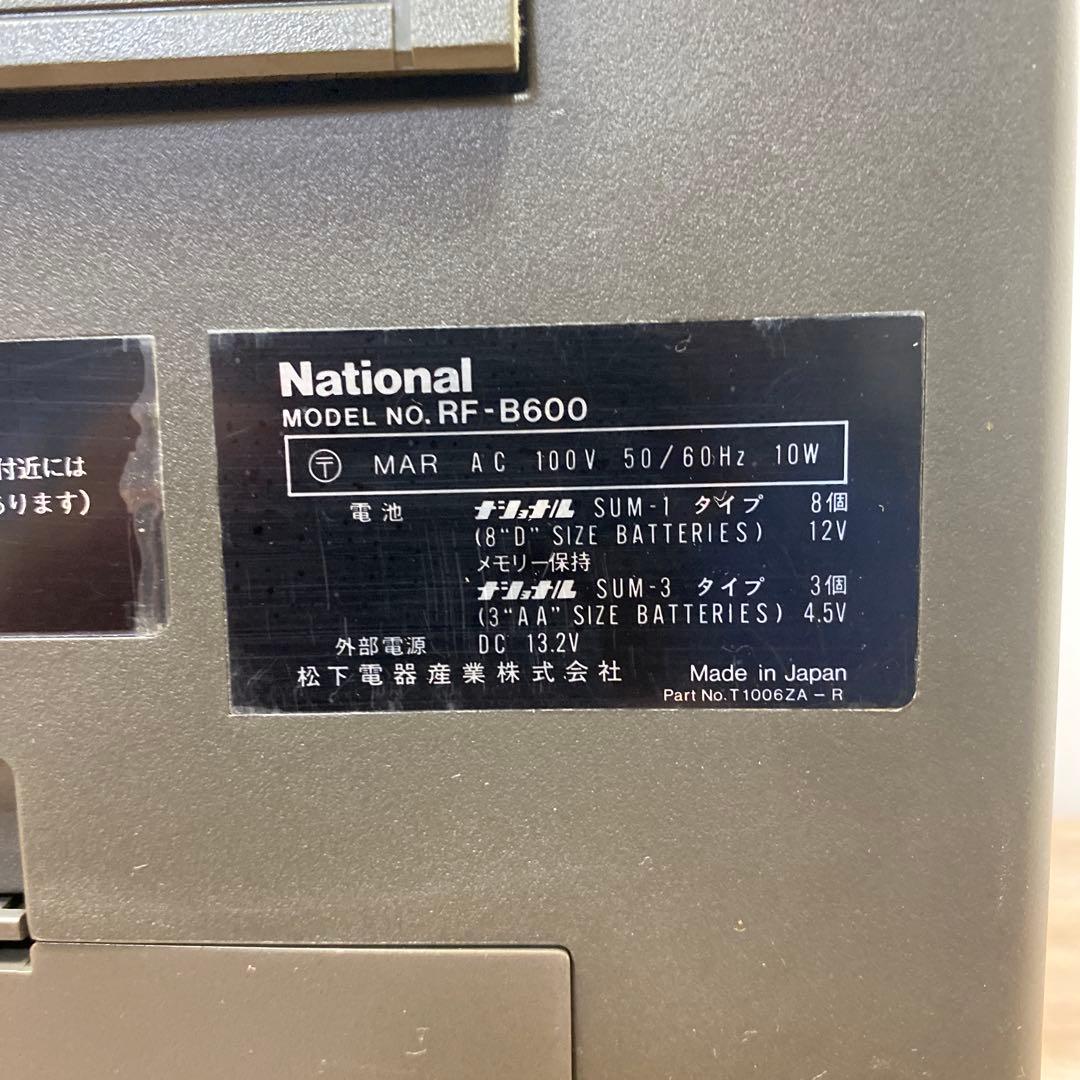 付近には
あります)
National
MODEL NO. RF-B600
〒 MAR AC 100V 50/60Hz 10W
電池 ナショナル SUM-1 タイプ 8個
(8"D" SIZE BATTERIES) 12V
メモリー保持
ナショナル SUM-3 タイプ 3個
(3"AA" SIZE BATTERIES) 4.5V
外部電源 DC 13.2V
松下電器産業株式会社 Made in Japan
Part No. T1006ZA-R